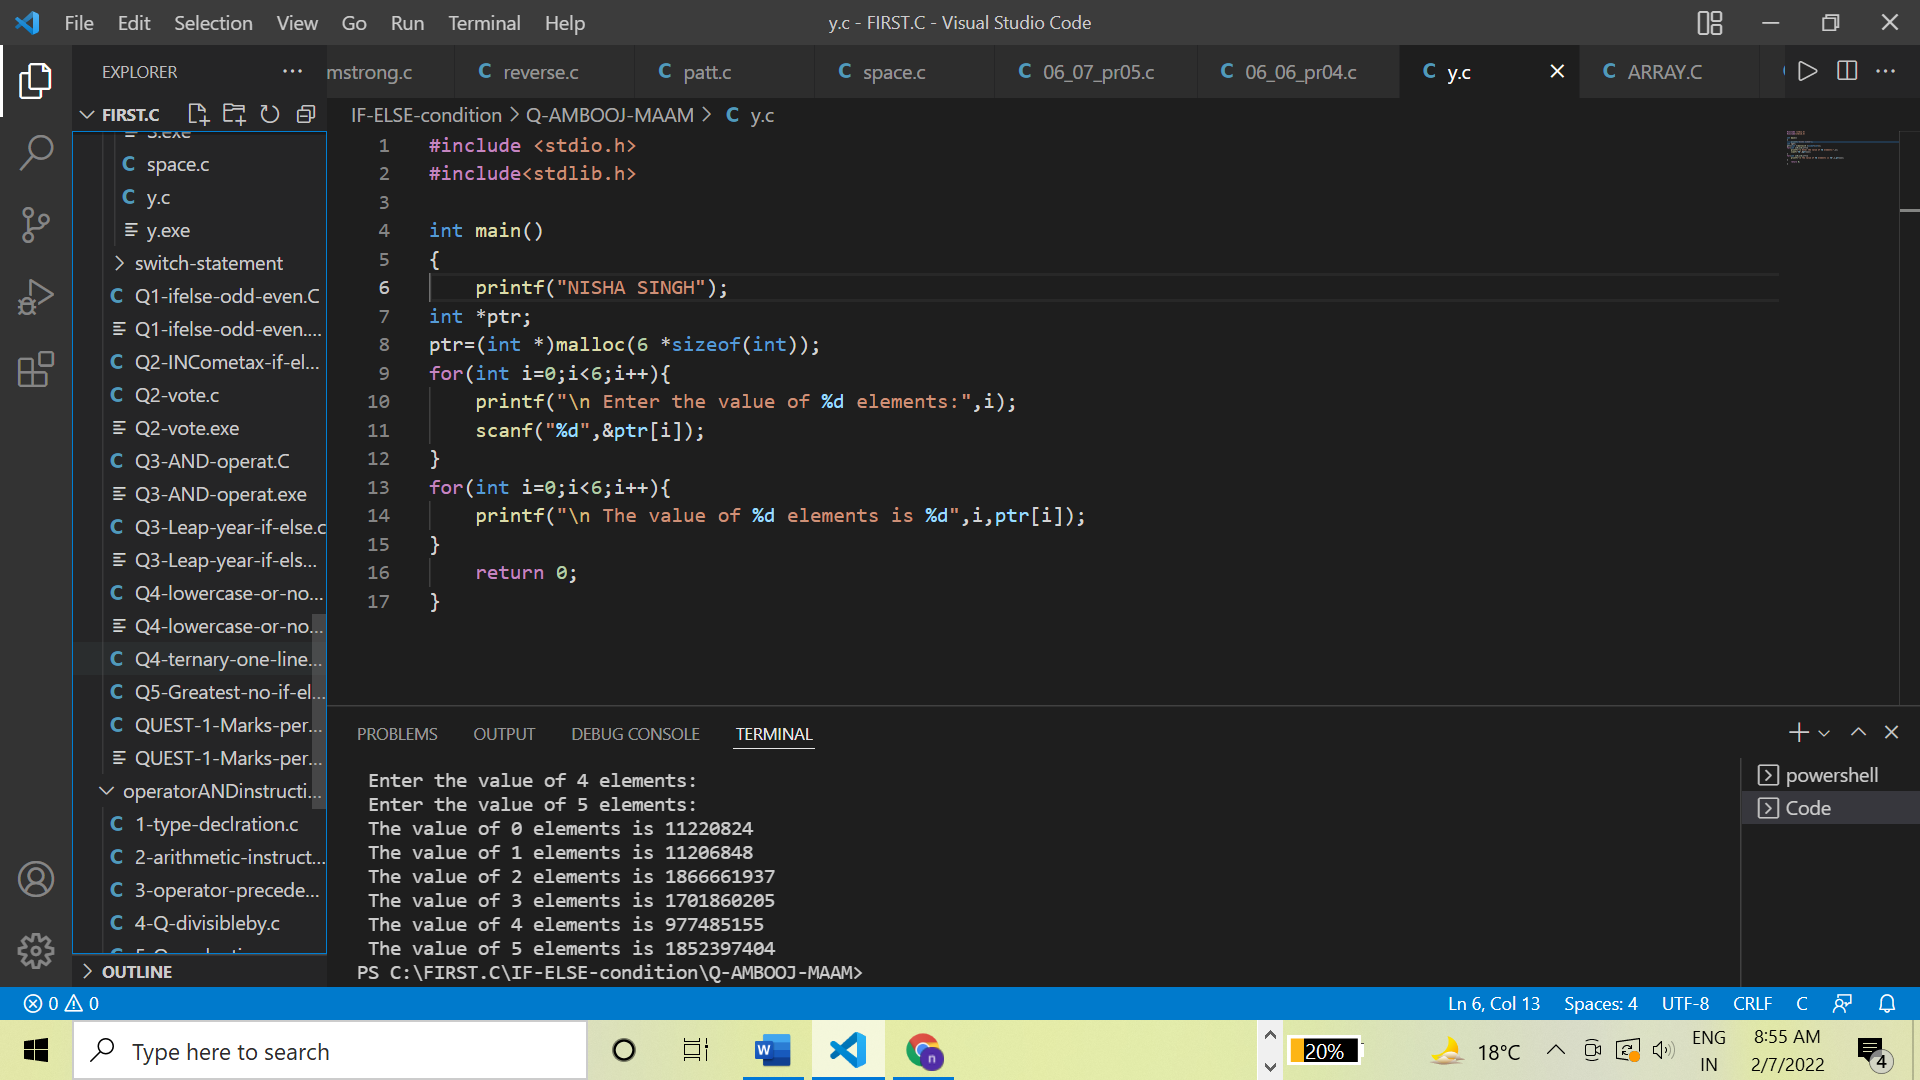 File Edit Selection View Go Run Terminal Help
y.c - FIRST.C - Visual Studio Code
EXPLORER ...
mstrong.c
C reverse.c
C patt.c
C space.c
C 06_07_pr05.c
C 06_06_pr04.c
C y.c
C ARRAY.C
FIRST.C
IF-ELSE-condition > Q-AMBOOJ-MAAM > C y.c
C space.c
C y.c
y.exe
switch-statement
C Q1-ifelse-odd-even.C
Q1-ifelse-odd-even....
C Q2-INCometax-if-el...
C Q2-vote.c
Q2-vote.exe
C Q3-AND-operat.C
Q3-AND-operat.exe
C Q3-Leap-year-if-else.c
Q3-Leap-year-if-els...
C Q4-lowercase-or-no...
Q4-lowercase-or-no...
C Q4-ternary-one-line...
C Q5-Greatest-no-if-el...
C QUEST-1-Marks-per...
QUEST-1-Marks-per...
operatorANDinstructi...
C 1-type-declration.c
C 2-arithmetic-instruct...
C 3-operator-precede...
C 4-Q-divisibleby.c
OUTLINE
1 #include <stdio.h>
2 #include<stdlib.h>
3
4 int main()
5 {
6 printf("NISHA SINGH");
7 int *ptr;
8 ptr=(int *)malloc(6 *sizeof(int));
9 for(int i=0;i<6;i++){
10 printf("\n Enter the value of %d elements:",i);
11 scanf("%d",&ptr[i]);
12 }
13 for(int i=0;i<6;i++){
14 printf("\n The value of %d elements is %d",i,ptr[i]);
15 }
16 return 0;
17 }
PROBLEMS OUTPUT DEBUG CONSOLE TERMINAL
Enter the value of 4 elements:
Enter the value of 5 elements:
The value of 0 elements is 11220824
The value of 1 elements is 11206848
The value of 2 elements is 1866661937
The value of 3 elements is 1701860205
The value of 4 elements is 977485155
The value of 5 elements is 1852397404
PS C:\FIRST.C\IF-ELSE-condition\Q-AMBOOJ-MAAM>
powershell
Code
0 0
Ln 6, Col 13 Spaces: 4 UTF-8 CRLF C
Type here to search
20%
18°C
ENG
IN
8:55 AM
2/7/2022
4